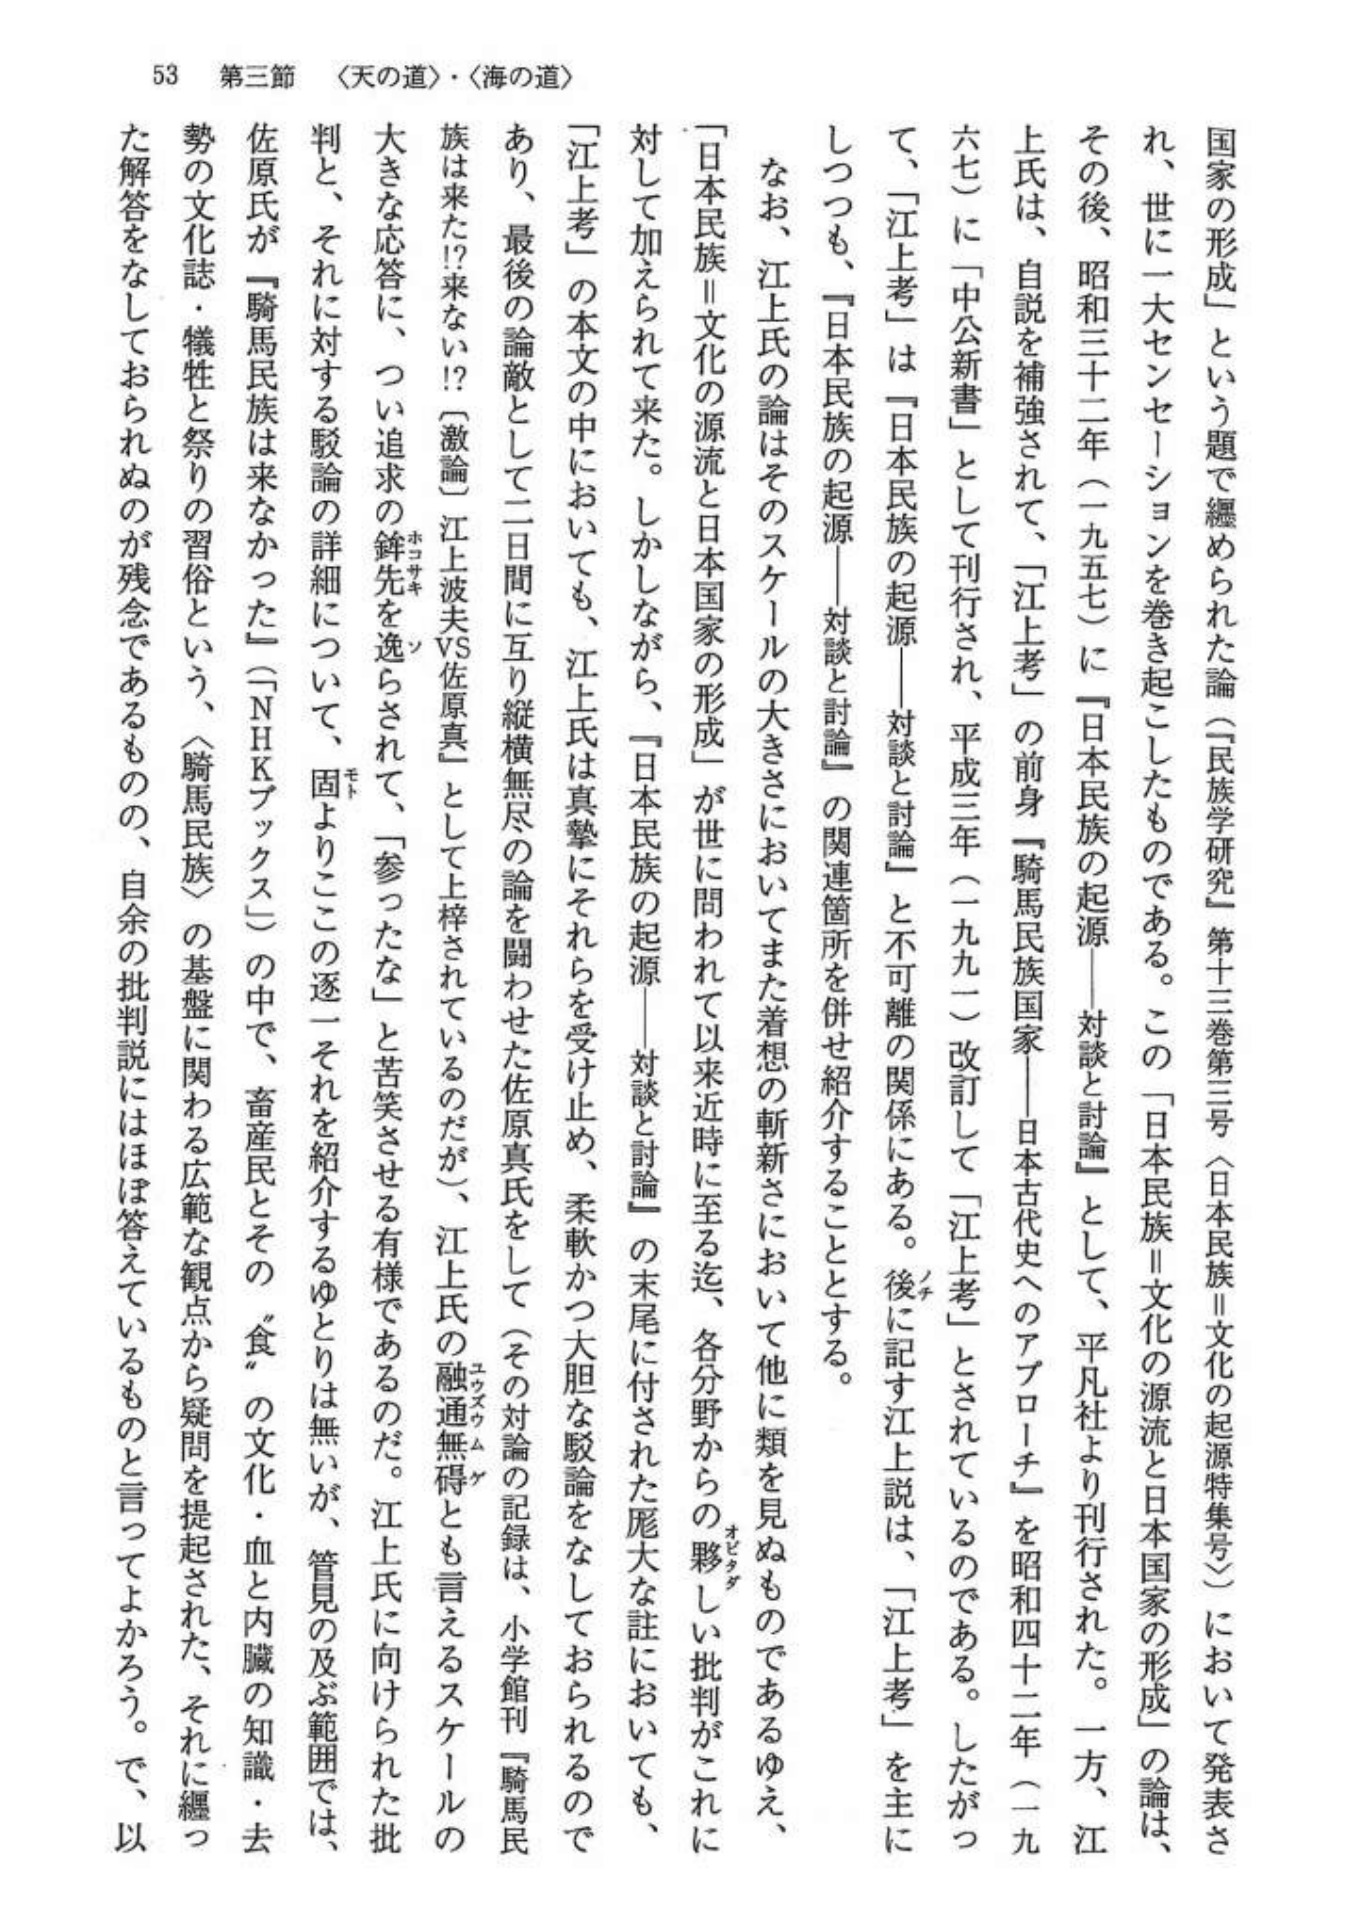 53　第三節　〈天の道〉・〈海の道〉
国家の形成」という題で纒められた論（『民族学研究』第十三巻第三号〈日本民族＝文化の起源特集号〉）において発表さ
れ、世に一大センセーションを巻き起こしたものである。この「日本民族＝文化の源流と日本国家の形成」の論は、
その後、昭和三十二年（一九五七）に『日本民族の起源――対談と討論』として、平凡社より刊行された。一方、江
上氏は、自説を補強されて、「江上考」の前身『騎馬民族国家――日本古代史へのアプローチ』を昭和四十二年（一九
六七）に「中公新書」として刊行され、平成三年（一九九一）改訂して「江上考」とされているのである。したがっ
て、「江上考」は『日本民族の起源――対談と討論』と不可離の関係にある。後ノチに記す江上説は、「江上考」を主に
しつつも、『日本民族の起源――対談と討論』の関連箇所を併せ紹介することとする。
なお、江上氏の論はそのスケールの大きさにおいてまた着想の斬新さにおいて他に類を見ぬものであるゆえ、
「日本民族＝文化の源流と日本国家の形成」が世に問われて以来近時に至る迄、各分野からの夥オビタダしい批判がこれに
対して加えられて来た。しかしながら、『日本民族の起源――対談と討論』の末尾に付された厖大な註においても、
「江上考」の本文の中においても、江上氏は真摯にそれらを受け止め、柔軟かつ大胆な駁論をなしておられるので
あり、最後の論敵として二日間に亙り縦横無尽の論を闘わせた佐原真氏をして（その対論の記録は、小学館刊『騎馬民
族は来た!?来ない!?〔激論〕江上波夫VS佐原真』として上梓されているのだが）、江上氏の融通無碍ユウズウムゲとも言えるスケールの
大きな応答に、つい追求の鉾先ホコサキを逸ソらされて、「参ったな」と苦笑させる有様であるのだ。江上氏に向けられた批
判と、それに対する駁論の詳細について、固モトよりここの逐一それを紹介するゆとりは無いが、管見の及ぶ範囲では、
佐原氏が『騎馬民族は来なかった』（「ＮＨＫブックス」）の中で、畜産民とその〝食〟の文化・血と内臓の知識・去
勢の文化誌・犠牲と祭りの習俗という、〈騎馬民族〉の基盤に関わる広範な観点から疑問を提起された、それに纒っ
た解答をなしておられぬのが残念であるものの、自余の批判説にはほぼ答えているものと言ってよかろう。で、以